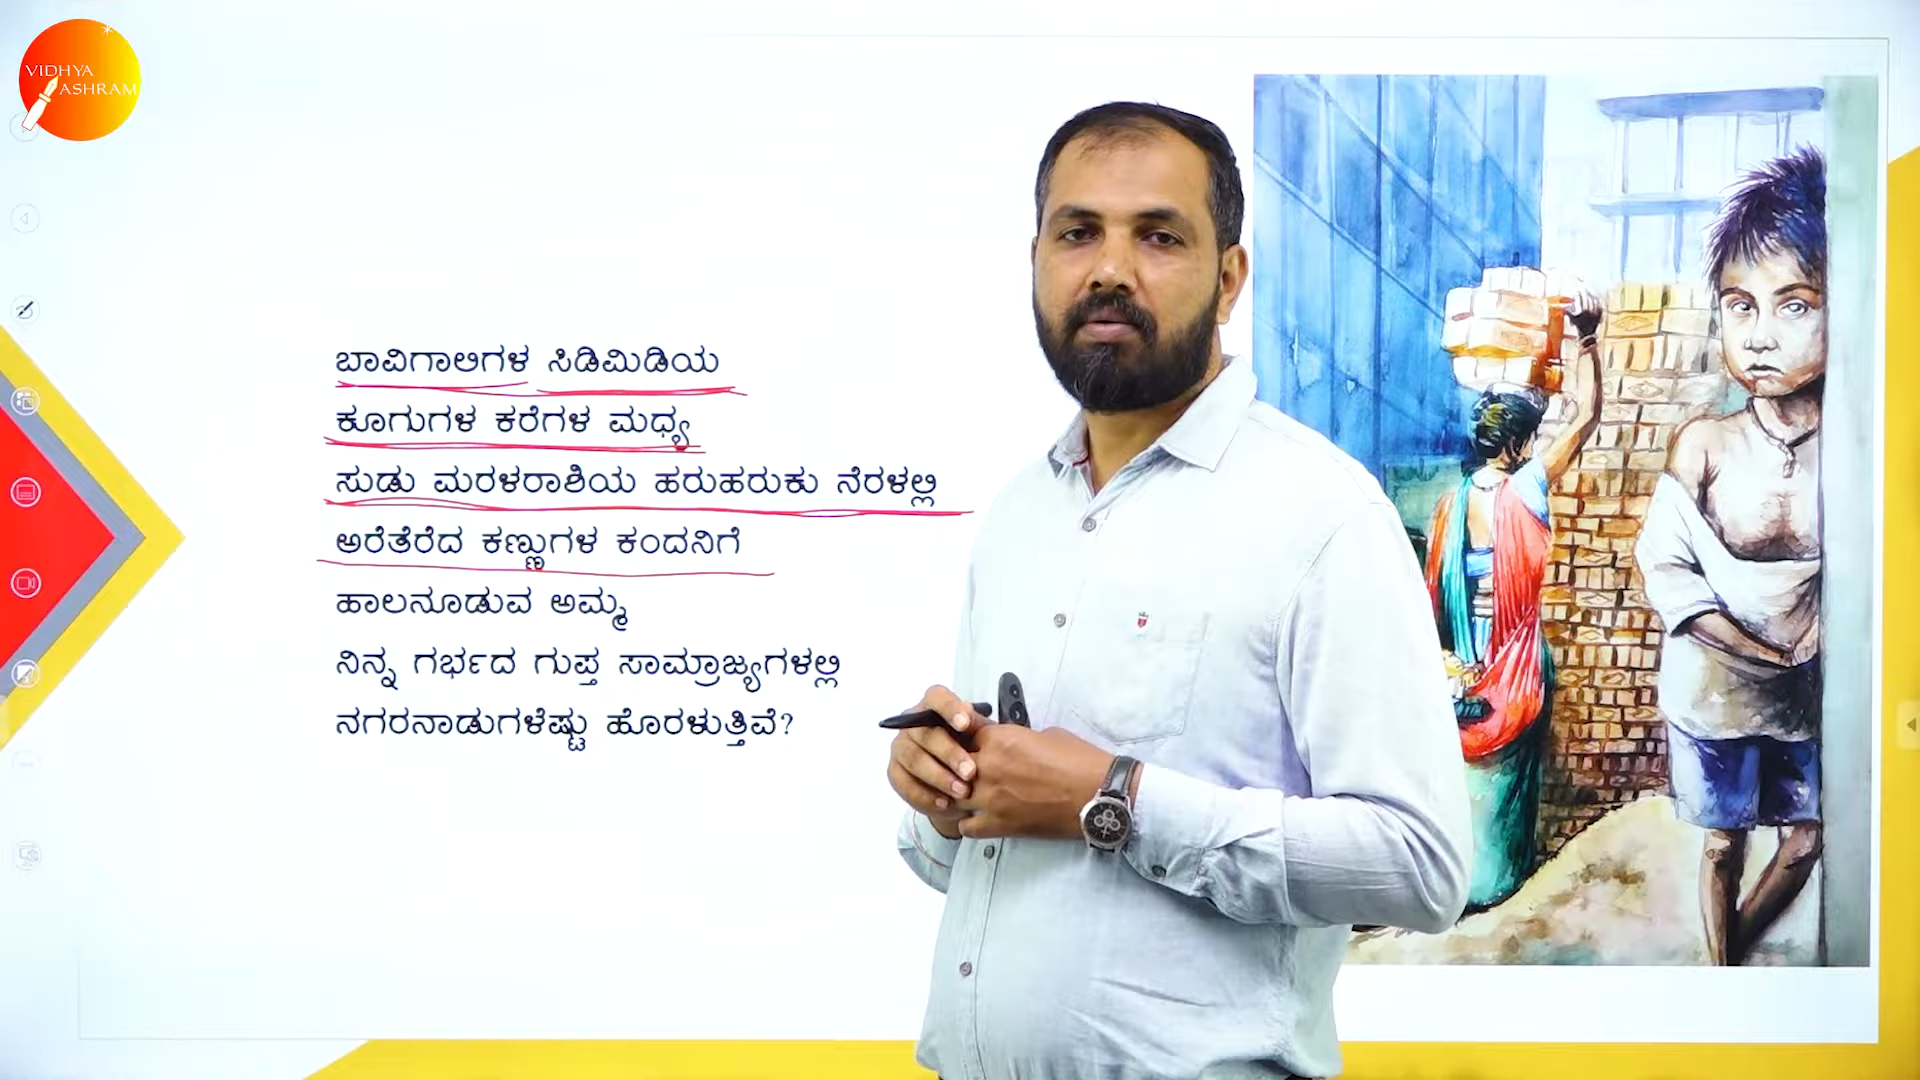 VIDHYA
ASHRAM
ಬಾವಿಗಾಲಿಗಳ ಸಿಡಿಮಿಡಿಯ
ಕೂಗುಗಳ ಕರೆಗಳ ಮಧ್ಯ
ಸುಡು ಮರಳರಾಶಿಯ ಹರುಹರುಕು ನೆರಳಲ್ಲಿ
ಅರೆತೆರೆದ ಕಣ್ಣುಗಳ ಕಂದನಿಗೆ
ಹಾಲನೂಡುವ ಅಮ್ಮ
ನಿನ್ನ ಗರ್ಭದ ಗುಪ್ತ ಸಾಮ್ರಾಜ್ಯಗಳಲ್ಲಿ
ನಗರನಾಡುಗಳೆಷ್ಟು ಹೊರಳುತ್ತಿವೆ?